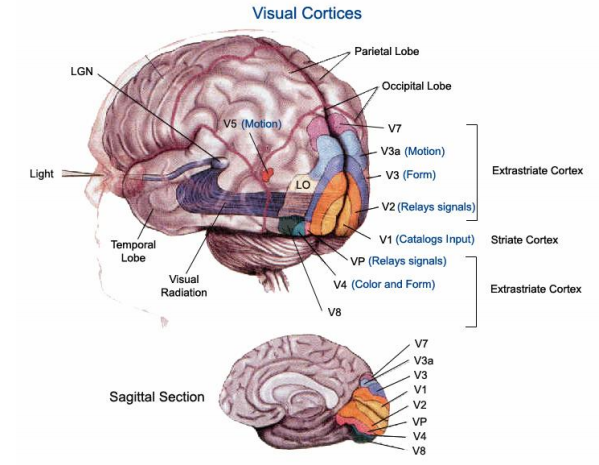 Visual Cortices
Parietal Lobe
LGN
Occipital Lobe
V5 (Motion)
V7
V3a (Motion)
Extrastriate Cortex
Light
V3 (Form)
LO
V2 (Relays signals)
V1 (Catalogs Input)
Striate Cortex
Temporal
Lobe
VP (Relays signals)
Visual
Radiation
V4 (Color and Form)
Extrastriate Cortex
V8
Sagittal Section
V7
V3a
V3
V1
V2
VP
V4
V8